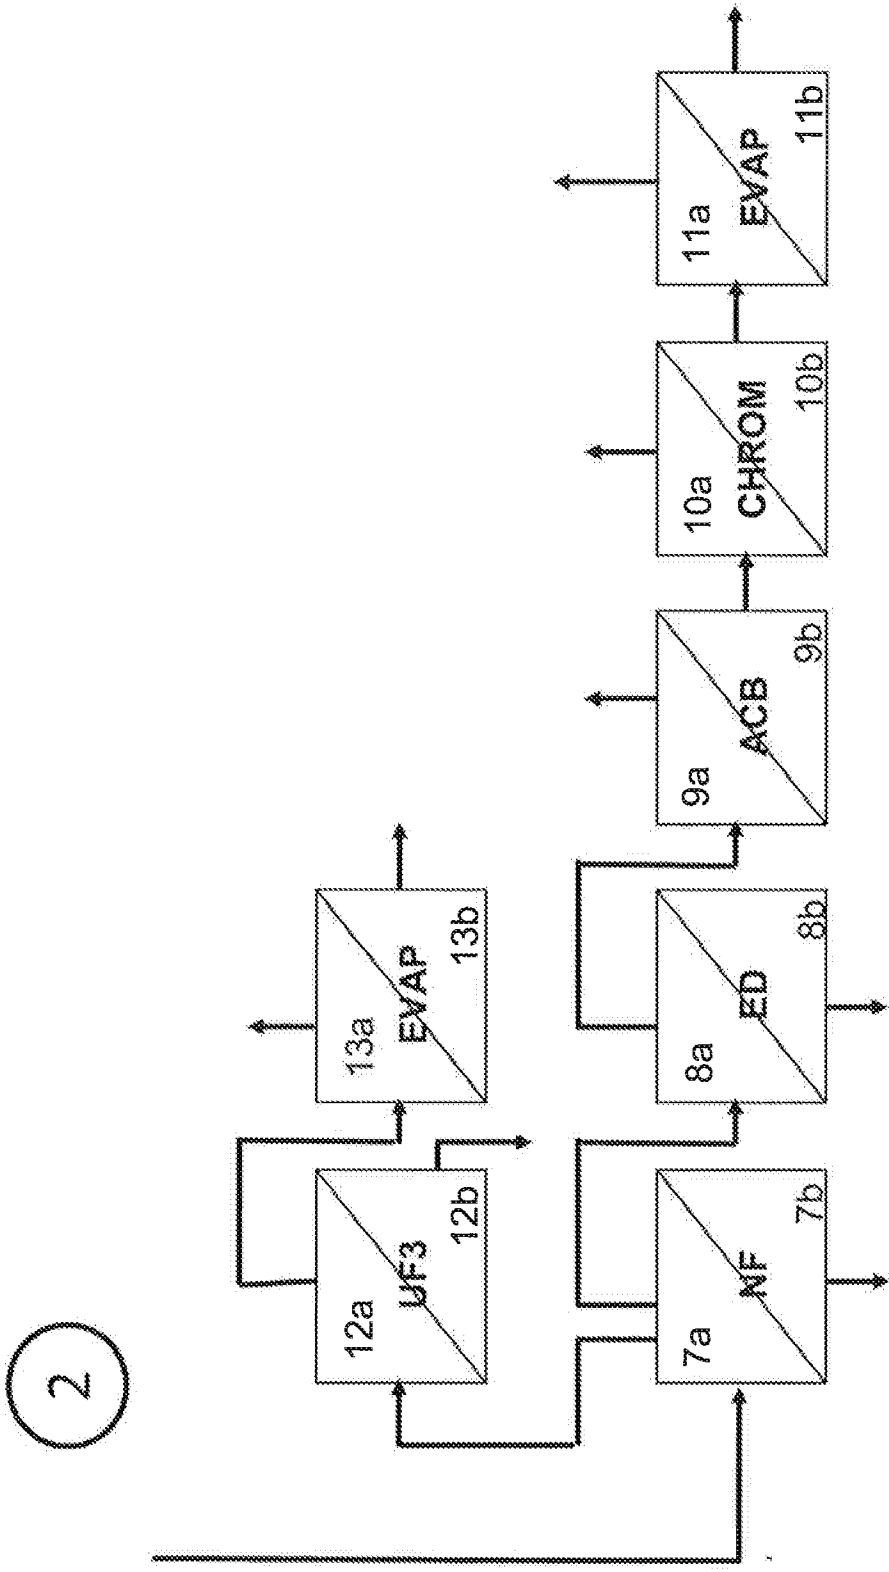 2
12a
UF3
12b
13a
EVAP
13b
7a
NF
7b
8a
ED
8b
9a
ACB
9b
10a
CHROM
10b
11a
EVAP
11b